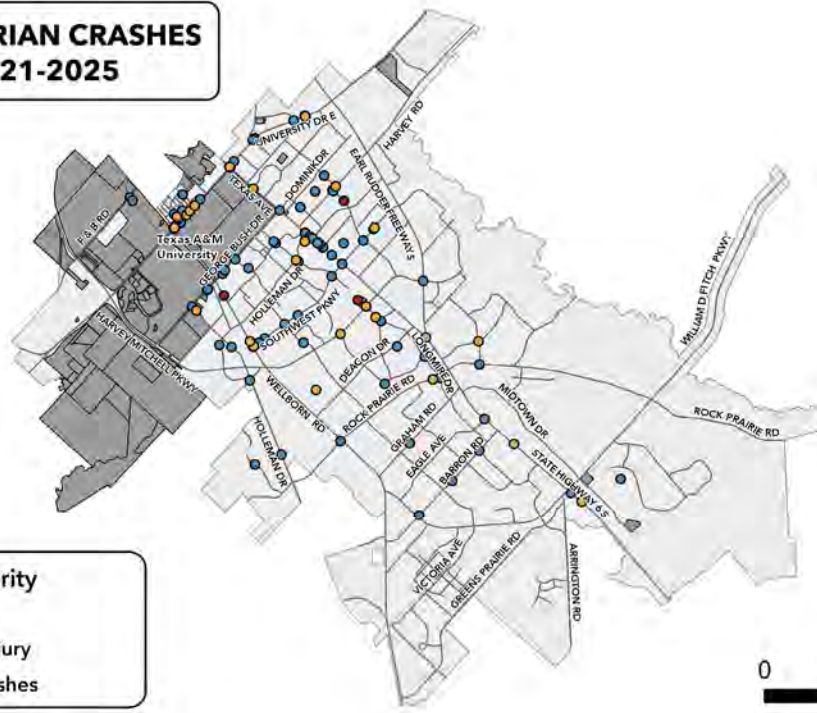 RIAN CRASHES
21-2025
UNIVERSITY DR E
HARVEY RD
DOMINIK DR
EARL RUDDER FREEWAY S
TEXAS AVE
F & B RD
Texas A&M
University
GEORGE BUSH DR
HOLLEMAN DR
SOUTHWEST PKWY
HARVEY MITCHELL PKWY
WILLIAM D FITCH PKWY
LONGMIRE DR
DEACON DR
WELLBORN RD
ROCK PRAIRIE RD
MIDTOWN DR
ROCK PRAIRIE RD
HOLLEMAN DR
GRAHAM RD
EAGLE AVE
BARRON RD
STATE HIGHWAY 6 S
VICTORIA AVE
GREENS PRAIRIE RD
ARRINGTON RD
rity
ury
shes
0